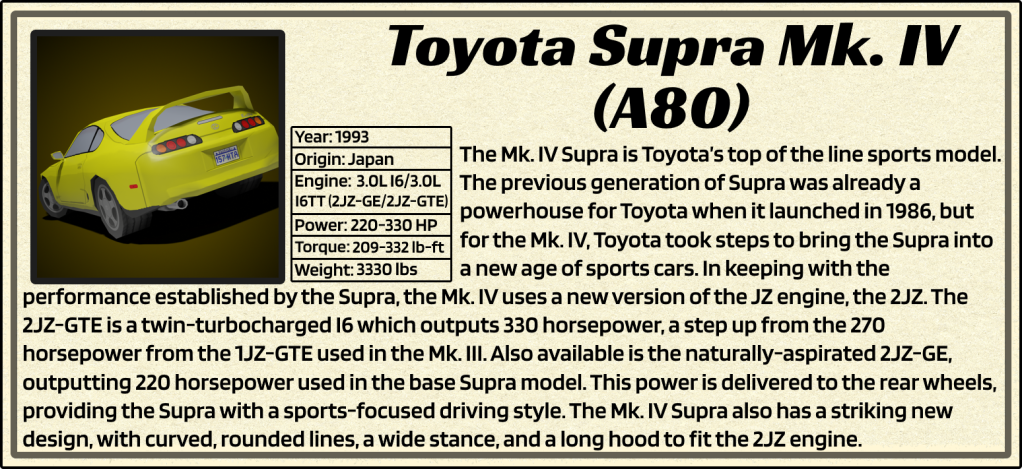 Toyota Supra Mk. IV
(A80)
Year: 1993
Origin: Japan
Engine: 3.0L I6/3.0L
I6TT (2JZ-GE/2JZ-GTE)
Power: 220-330 HP
Torque: 209-332 lb-ft
Weight: 3330 lbs
The Mk. IV Supra is Toyota's top of the line sports model.
The previous generation of Supra was already a
powerhouse for Toyota when it launched in 1986, but
for the Mk. IV, Toyota took steps to bring the Supra into
a new age of sports cars. In keeping with the
performance established by the Supra, the Mk. IV uses a new version of the JZ engine, the 2JZ. The
2JZ-GTE is a twin-turbocharged I6 which outputs 330 horsepower, a step up from the 270
horsepower from the 1JZ-GTE used in the Mk. III. Also available is the naturally-aspirated 2JZ-GE,
outputting 220 horsepower used in the base Supra model. This power is delivered to the rear wheels,
providing the Supra with a sports-focused driving style. The Mk. IV Supra also has a striking new
design, with curved, rounded lines, a wide stance, and a long hood to fit the 2JZ engine.